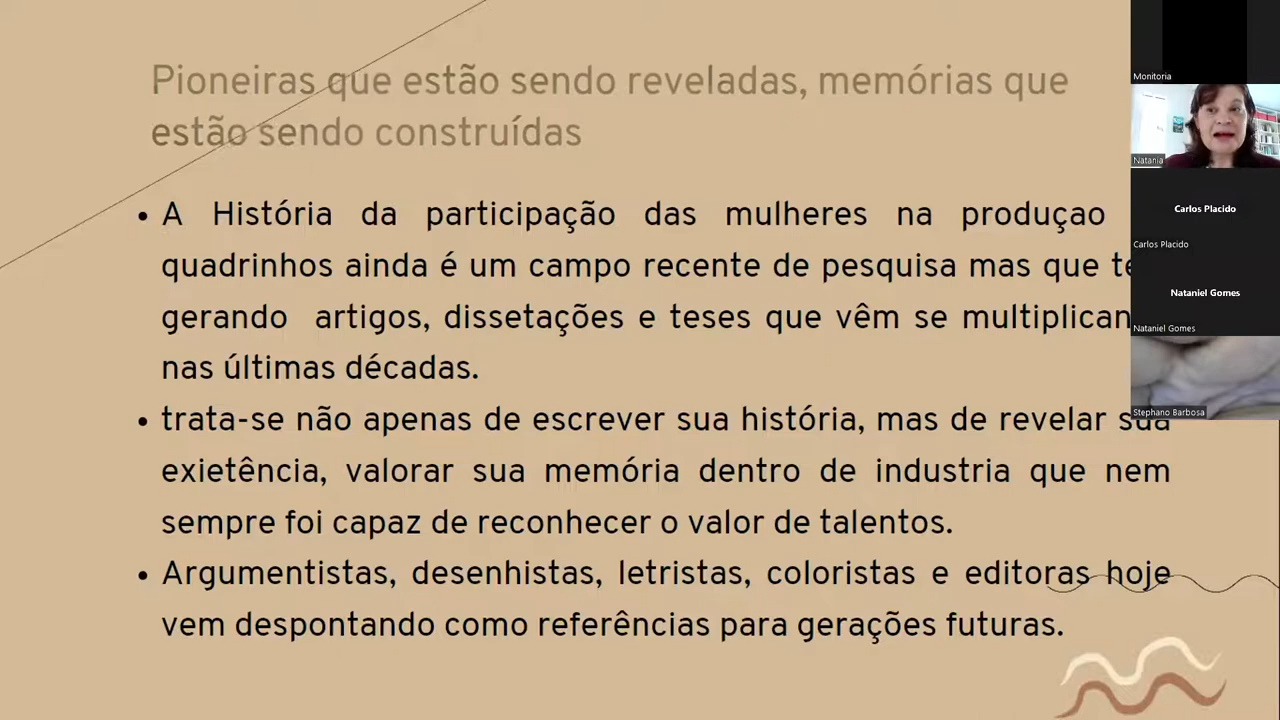 Pioneiras que estão sendo reveladas, memórias que
estão sendo construídas
• A História da participação das mulheres na produçao
quadrinhos ainda é um campo recente de pesquisa mas que
gerando artigos, dissetações e teses que vêm se
nas últimas décadas.
• trata-se não apenas de escrever sua história, mas de revelar sua
exietência, valorar sua memória dentro de industria que nem
sempre foi capaz de reconhecer o valor de talentos.
• Argumentistas, desenhistas, letristas, coloristas e editoras hoje
vem despontando como referências para gerações futuras.
Monitoria
Natania
Carlos Placido
Carlos Placido
Nataniel Gomes
Nataniel Gomes
Stephano Barbosa